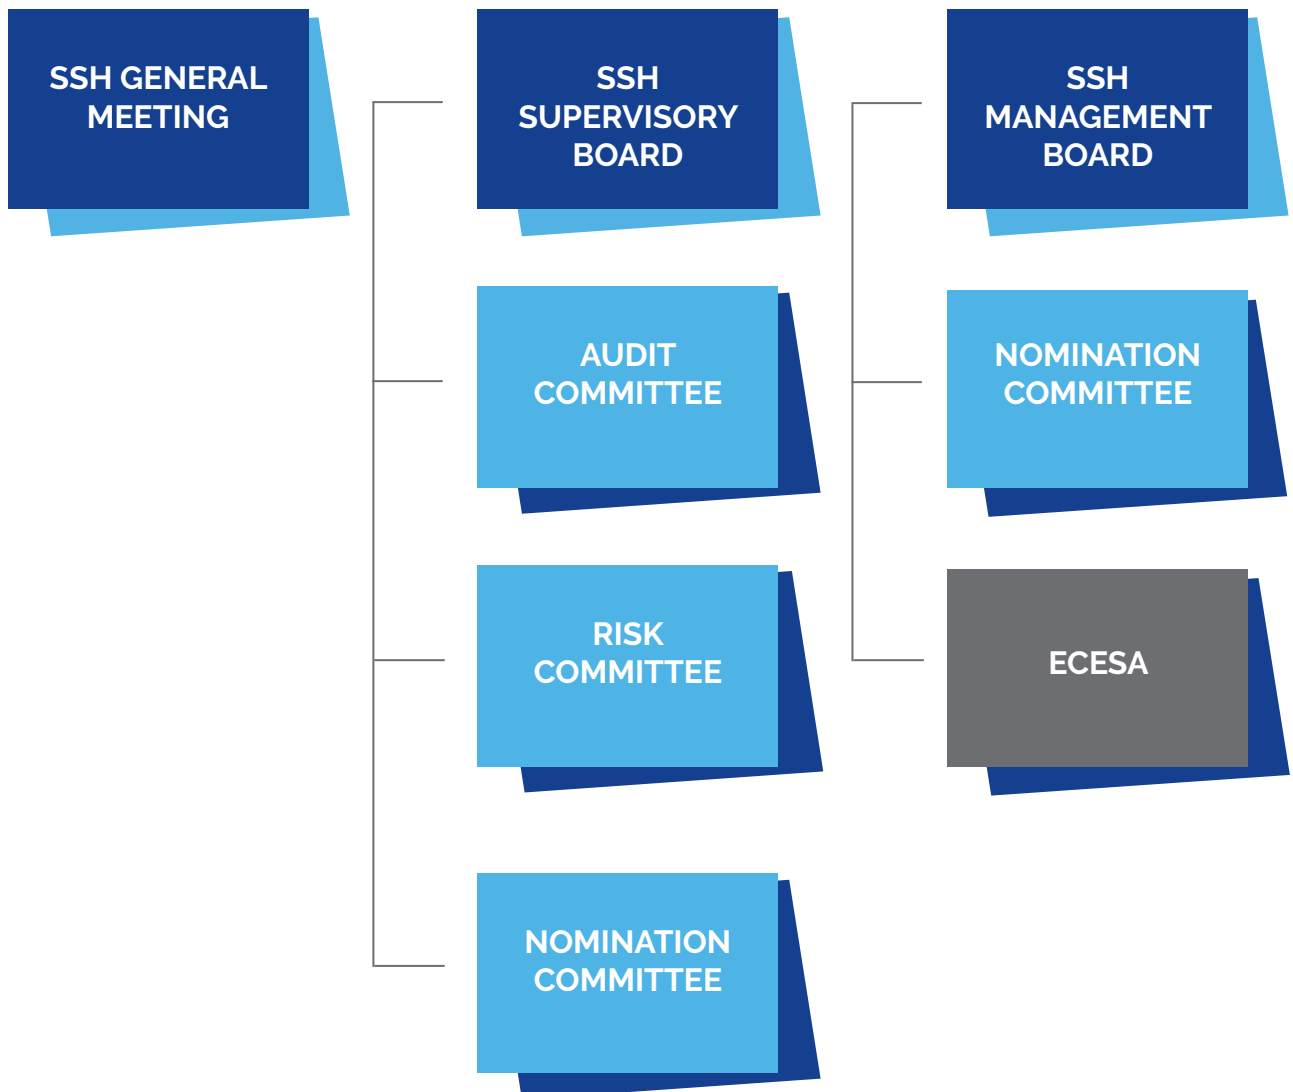 SSH GENERAL
MEETING
SSH
SUPERVISORY
BOARD
AUDIT
COMMITTEE
RISK
COMMITTEE
NOMINATION
COMMITTEE
SSH
MANAGEMENT
BOARD
NOMINATION
COMMITTEE
ECESA